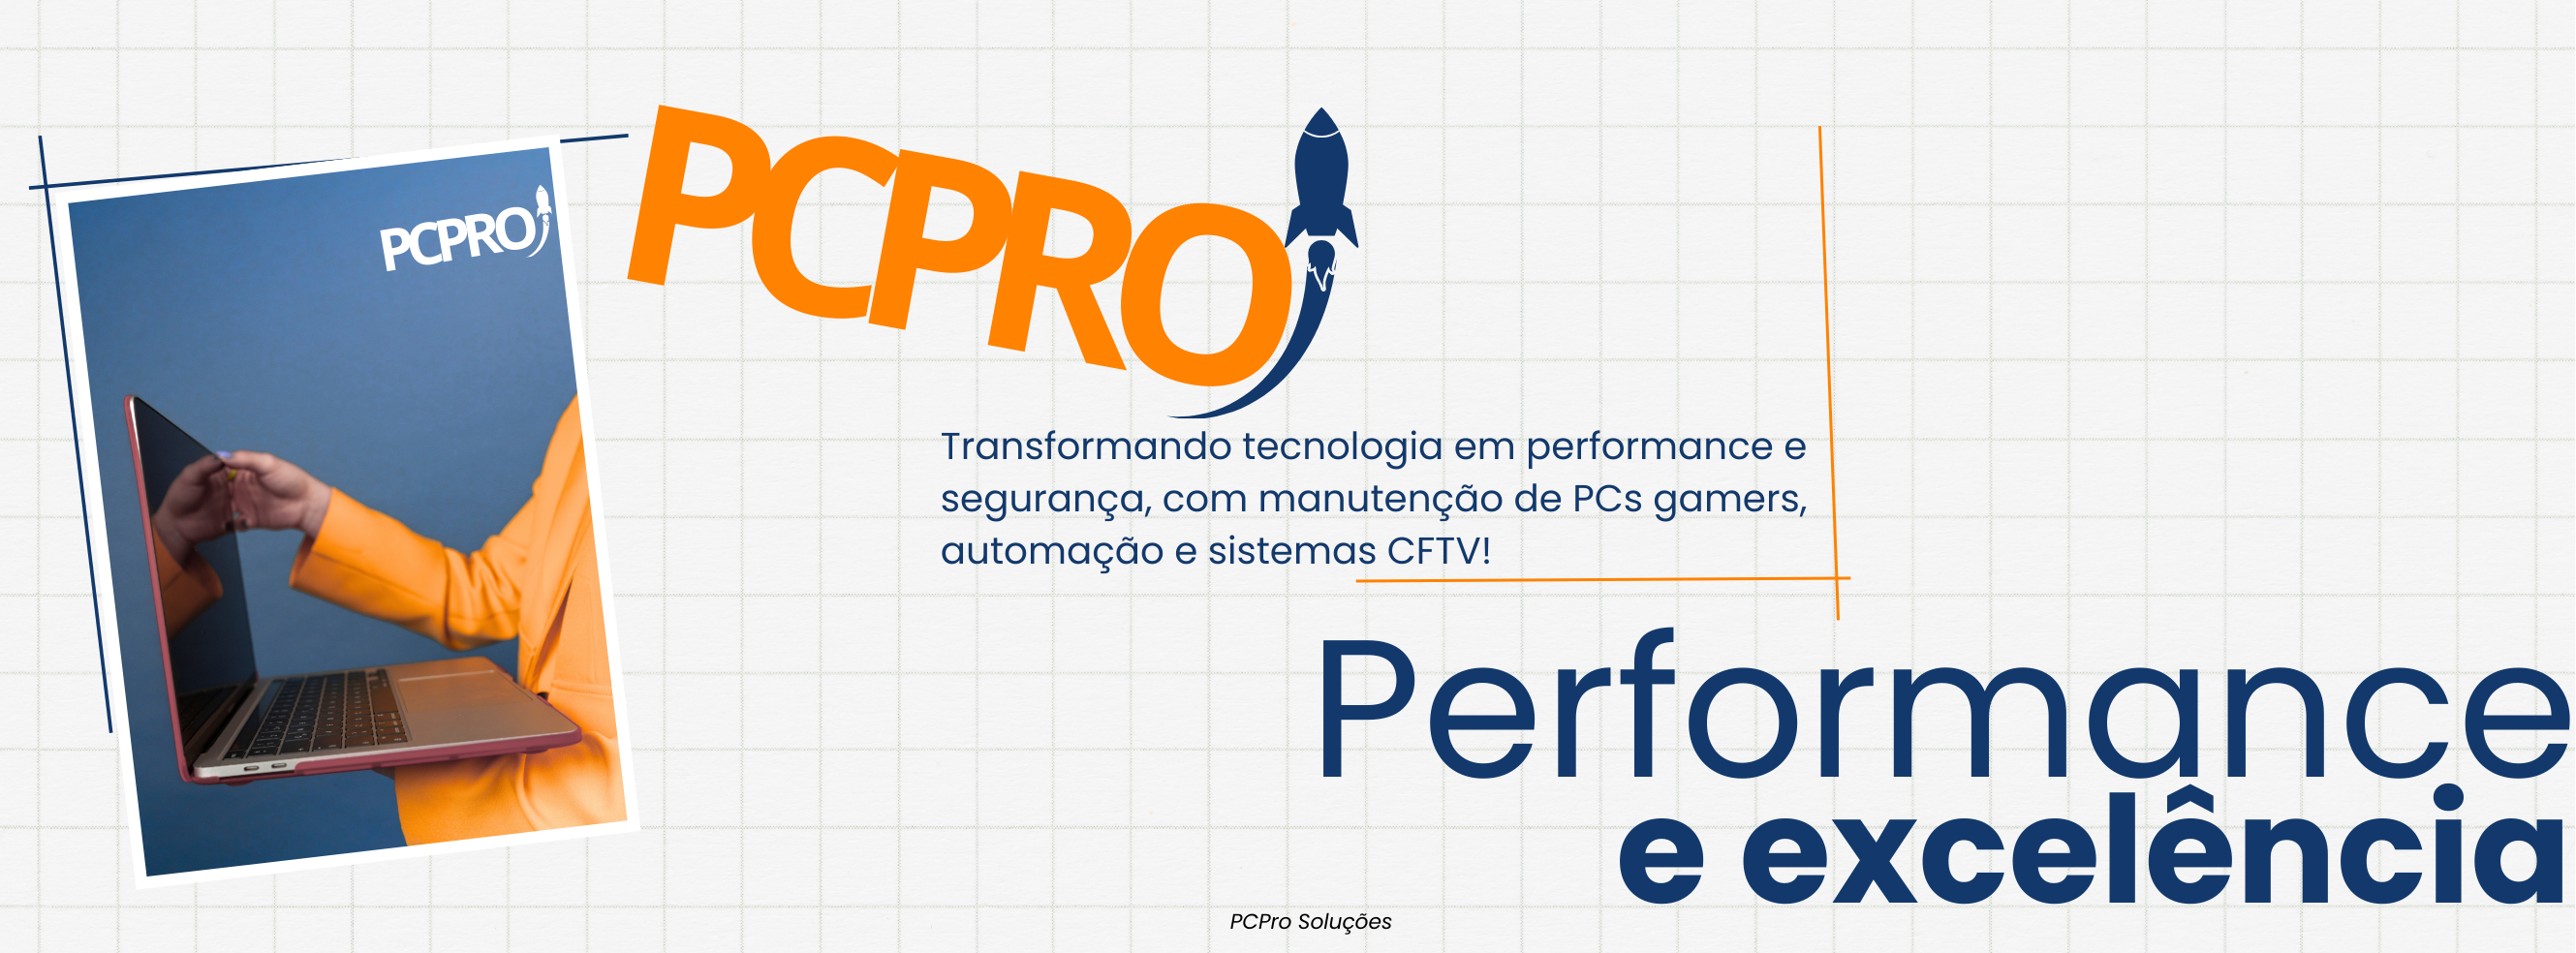 PCPRO
PCPRO
Transformando tecnologia em performance e
segurança, com manutenção de PCs gamers,
automação e sistemas CFTV!
Performance
e excelência
PCPro Soluções